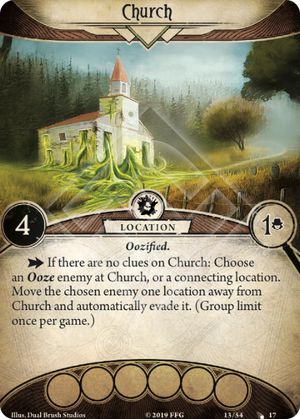 Church
4
LOCATION
1
Oozified.
If there are no clues on Church: Choose
an Ooze enemy at Church, or a connecting location.
Move the chosen enemy one location away from
Church and automatically evade it. (Group limit
once per game.)
Illus. Dual Brush Studios
© 2019 FFG
13/54
17